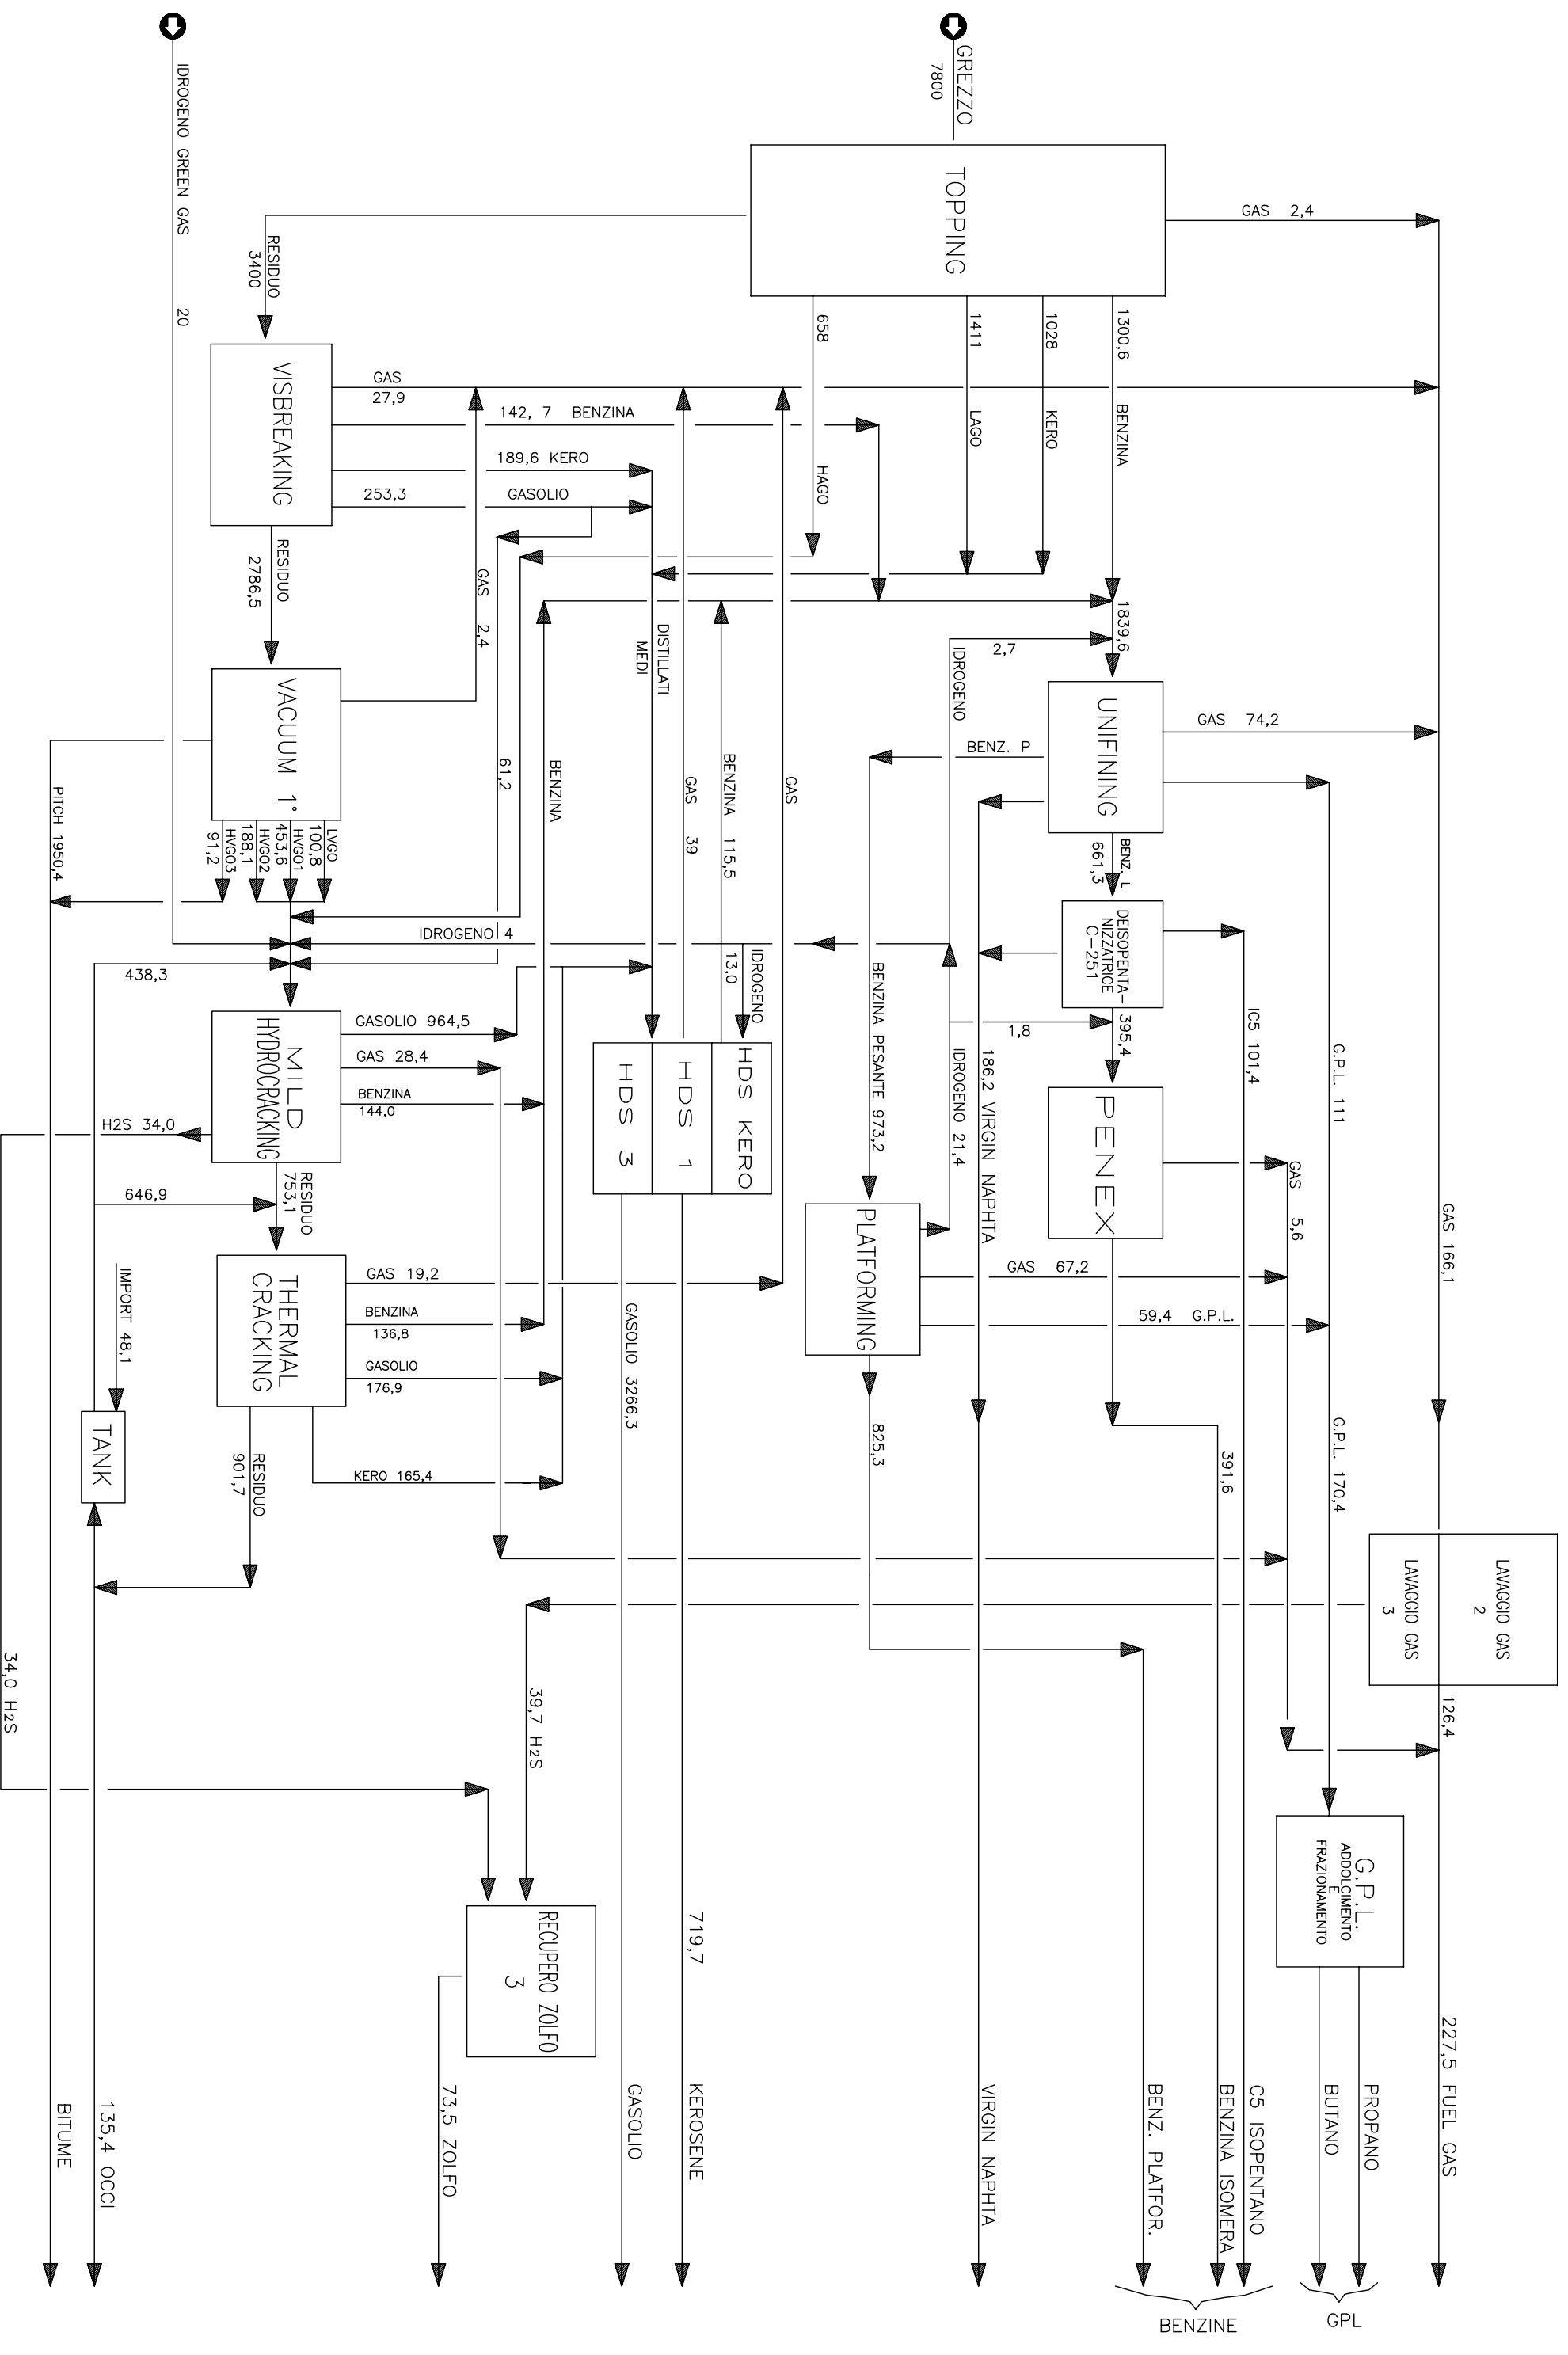 GREZZO
7800
IDROGENO GREEN GAS 20
TOPPING
GAS 2,4
RESIDUO
3400
658
HAGO
1411
LAGO
1028
KERO
1300,6
BENZINA
VISBREAKING
GAS
27,9
142, 7 BENZINA
189,6 KERO
253,3 GASOLIO
RESIDUO
2786,5
GAS 2,4
1839,6
2,7
IDROGENO
DISTILLATI
MEDI
VACUUM 1°
LVGO
100,8
HVGO1
453,6
HVGO2
188,1
HVGO3
91,2
PITCH 1950,4
61,2
BENZINA
GAS 39
BENZINA 115,5
GAS
UNIFINING
GAS 74,2
BENZ. P
BENZ. L
661,3
DEISOPENTA-
NIZZATRICE
C-251
IDROGENO 4
IDROGENO
13,0
438,3
BENZINA PESANTE 973,2
IDROGENO 21,4
1,8
186,2 VIRGIN NAPHTA
395,4
IC5 101,4
G.P.L. 111
MILD
HYDROCRACKING
GASOLIO 964,5
GAS 28,4
BENZINA
144,0
H2S 34,0
RESIDUO
753,1
646,9
HDS KERO
HDS 1
HDS 3
PENEX
GAS 5,6
GAS 166,1
PLATFORMING
GAS 67,2
59,4 G.P.L.
825,3
THERMAL
CRACKING
GAS 19,2
BENZINA
136,8
GASOLIO
176,9
KERO 165,4
RESIDUO
901,7
IMPORT 48,1
TANK
GASOLIO 3266,3
391,6
G.P.L. 170,4
LAVAGGIO GAS
2
LAVAGGIO GAS
3
126,4
34,0 H2S
39,7 H2S
G.P.L.
ADDOLCIMENTO
E
FRAZIONAMENTO
RECUPERO ZOLFO
3
719,7
227,5 FUEL GAS
PROPANO
BUTANO
GPL
C5 ISOPENTANO
BENZINA ISOMERA
BENZ. PLATFOR.
BENZINE
VIRGIN NAPHTA
KEROSENE
GASOLIO
73,5 ZOLFO
135,4 OCCI
BITUME